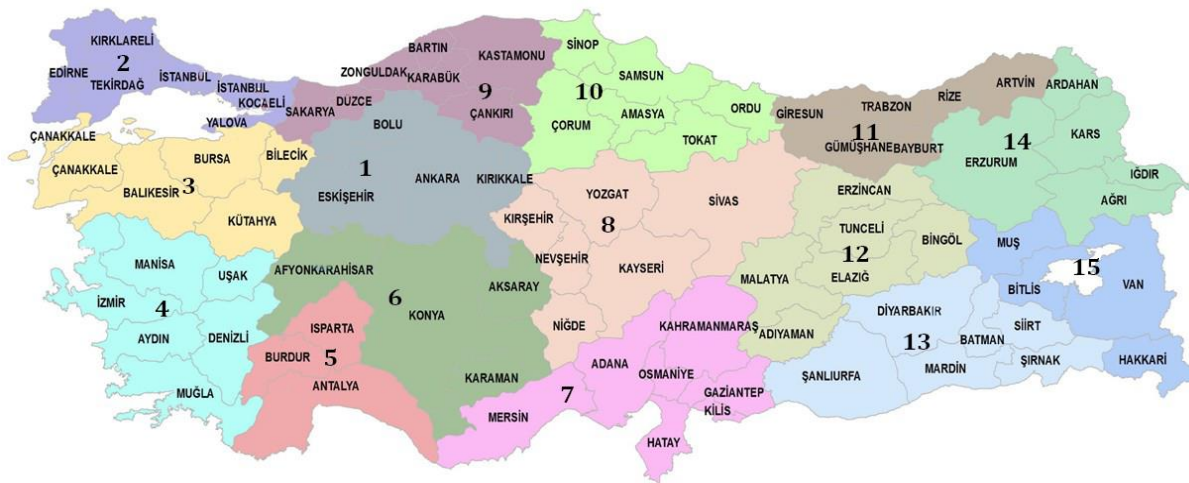 KIRKLARELİ
2
EDİRNE
TEKİRDAĞ
İSTANBUL
İSTANBUL
KOCAELİ
YALOVA
BARTIN
KASTAMONU
ZONGULDAK
KARABÜK
9
DÜZCE
SAKARYA
ÇANKIRI
SİNOP
SAMSUN
10
ORDU
ÇORUM
AMASYA
TOKAT
GİRESUN
TRABZON
RİZE
ARTVİN
11
GÜMÜŞHANE
BAYBURT
ARDAHAN
14
KARS
ERZURUM
IĞDIR
AĞRI
ÇANAKKALE
ÇANAKKALE
BURSA
BİLECİK
3
BALIKESİR
KÜTAHYA
BOLU
1
ANKARA
KIRIKKALE
ESKİŞEHİR
YOZGAT
SİVAS
KIRŞEHİR
8
NEVŞEHİR
KAYSERİ
NİĞDE
ERZİNCAN
TUNCELİ
BİNGÖL
12
MALATYA
ELAZIĞ
ADIYAMAN
MUŞ
15
BİTLİS
VAN
HAKKARİ
MANİSA
UŞAK
İZMİR
4
AYDIN
DENİZLİ
MUĞLA
AFYONKARAHİSAR
6
AKSARAY
KONYA
KARAMAN
ISPARTA
BURDUR
5
ANTALYA
KAHRAMANMARAŞ
ADANA
OSMANİYE
7
GAZİANTEP
MERSİN
KİLİS
HATAY
DİYARBAKIR
SİİRT
13
BATMAN
ŞANLIURFA
MARDİN
ŞIRNAK